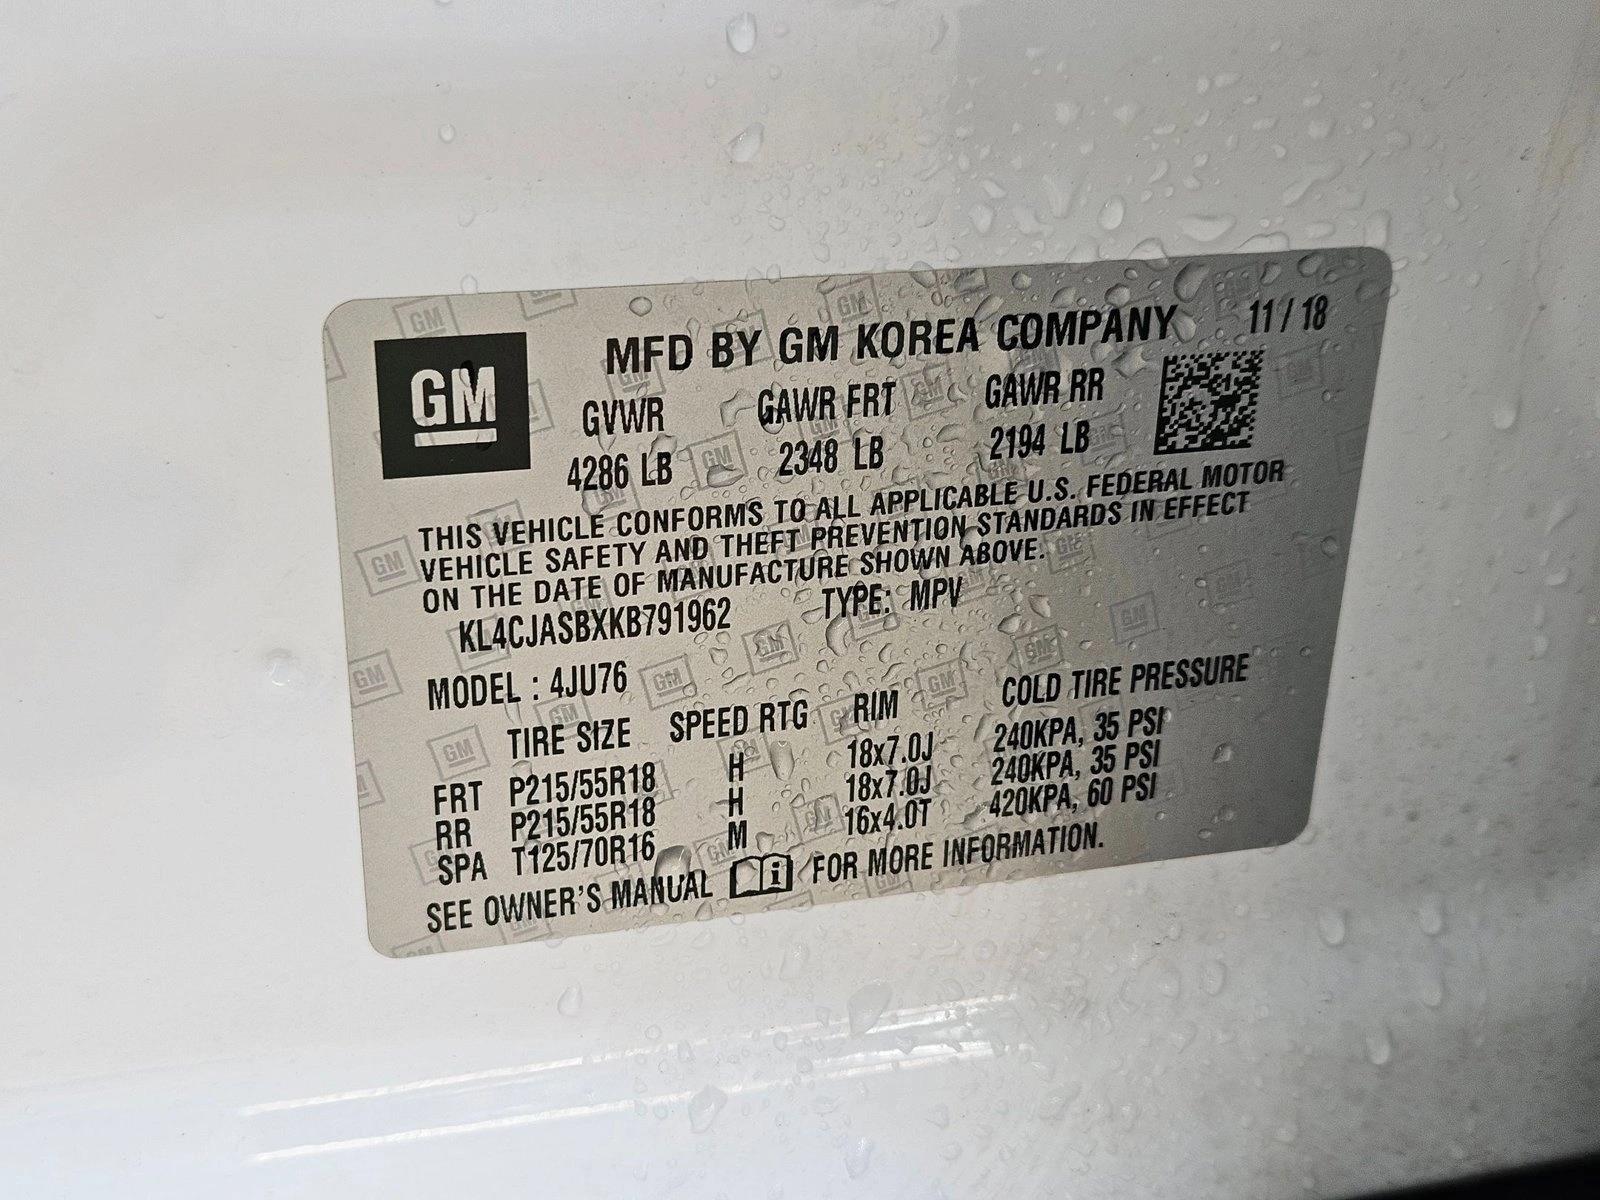 GM
MFD BY GM KOREA COMPANY 11 / 18
GVWR GAWR FRT GAWR RR
4286 LB 2348 LB 2194 LB
THIS VEHICLE CONFORMS TO ALL APPLICABLE U.S. FEDERAL MOTOR
VEHICLE SAFETY AND THEFT PREVENTION STANDARDS IN EFFECT
ON THE DATE OF MANUFACTURE SHOWN ABOVE.
KL4CJASBXKB791962 TYPE: MPV
MODEL : 4JU76
TIRE SIZE SPEED RTG RIM COLD TIRE PRESSURE
FRT P215/55R18 H 18x7.0J 240KPA, 35 PSI
RR P215/55R18 H 18x7.0J 240KPA, 35 PSI
SPA T125/70R16 M 16x4.0T 420KPA, 60 PSI
SEE OWNER'S MANUAL i FOR MORE INFORMATION.